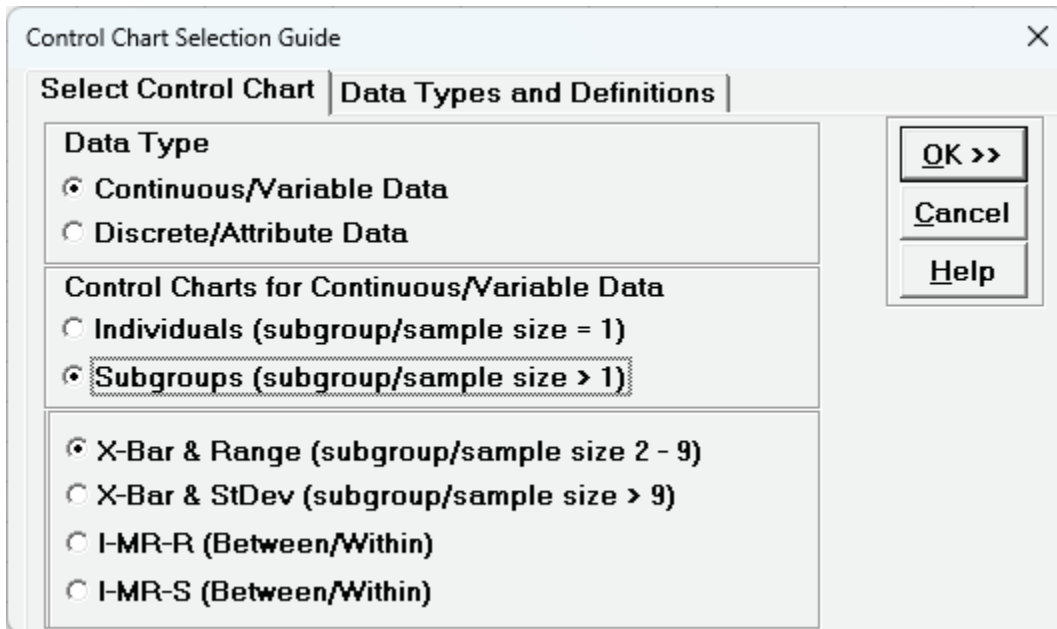 Control Chart Selection Guide
Select Control Chart
Data Types and Definitions
Data Type
Continuous/Variable Data
Discrete/Attribute Data
Control Charts for Continuous/Variable Data
Individuals (subgroup/sample size = 1)
Subgroups (subgroup/sample size > 1)
X-Bar & Range (subgroup/sample size 2 - 9)
X-Bar & StDev (subgroup/sample size > 9)
I-MR-R (Between/Within)
I-MR-S (Between/Within)
OK >>
Cancel
Help